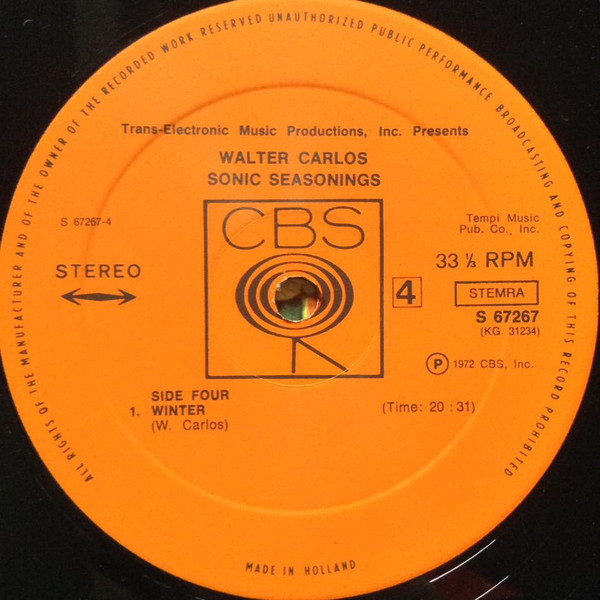 ALL RIGHTS OF THE MANUFACTURER AND OF THE OWNER OF THE RECORDED WORK RESERVED UNAUTHORIZED PUBLIC PERFORMANCE BROADCASTING AND COPYING OF THIS RECORD PROHIBITED
Trans-Electronic Music Productions, Inc. Presents
WALTER CARLOS
SONIC SEASONINGS
S 67267-4
CBS
Tempi Music
Pub. Co., Inc.
STEREO
33 ⅓ RPM
4
STEMRA
S 67267
(KG 31234)
Ⓟ 1972 CBS, Inc.
SIDE FOUR
1. WINTER (Time: 20 : 31)
(W. Carlos)
MADE IN HOLLAND